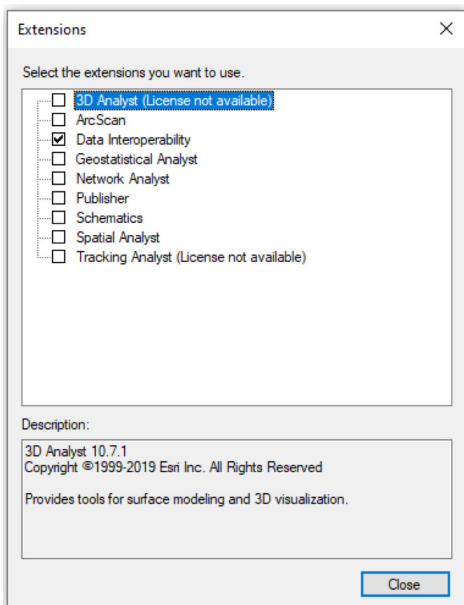 Extensions
Select the extensions you want to use.
3D Analyst (License not available)
ArcScan
Data Interoperability
Geostatistical Analyst
Network Analyst
Publisher
Schematics
Spatial Analyst
Tracking Analyst (License not available)
Description:
3D Analyst 10.7.1
Copyright ©1999-2019 Esri Inc. All Rights Reserved
Provides tools for surface modeling and 3D visualization.
Close